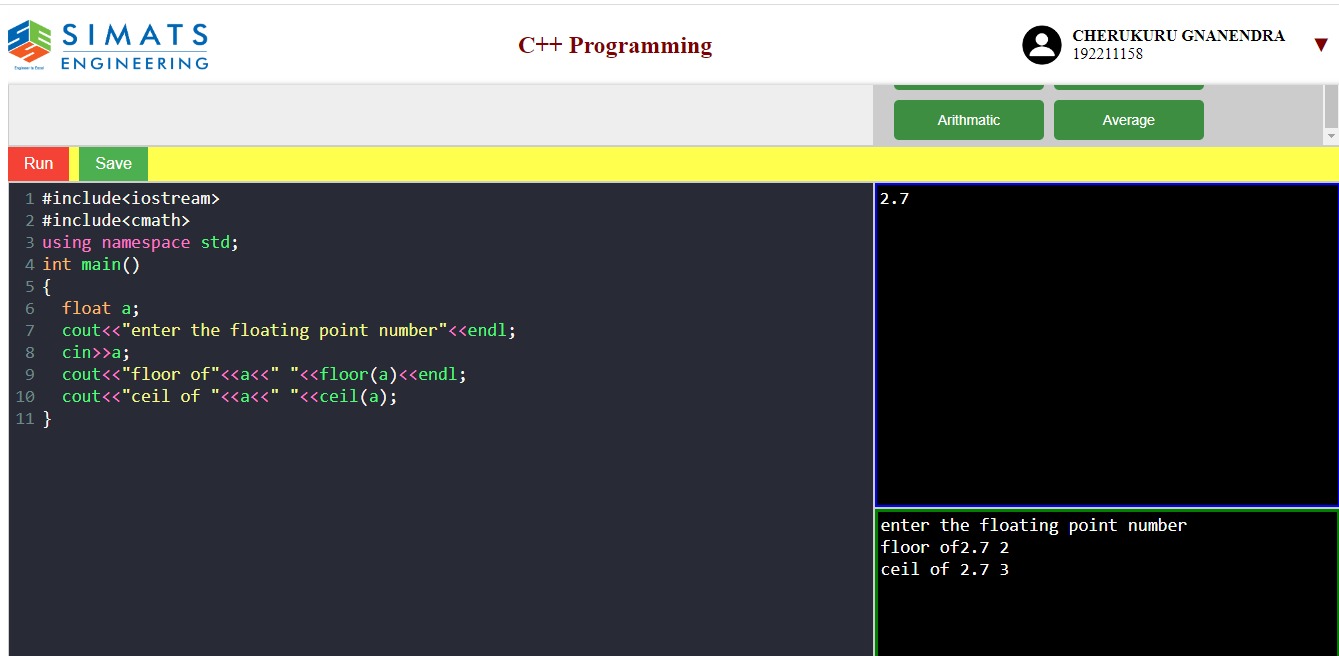 SIMATS
ENGINEERING
Engineer to Excel
C++ Programming
CHERUKURU GNANENDRA
192211158
▼
Arithmatic
Average
Run
Save
1 #include<iostream>
2 #include<cmath>
3 using namespace std;
4 int main()
5 {
6   float a;
7   cout<<"enter the floating point number"<<endl;
8   cin>>a;
9   cout<<"floor of"<<a<<" "<<floor(a)<<endl;
10   cout<<"ceil of "<<a<<" "<<ceil(a);
11 }
2.7
enter the floating point number
floor of2.7 2
ceil of 2.7 3